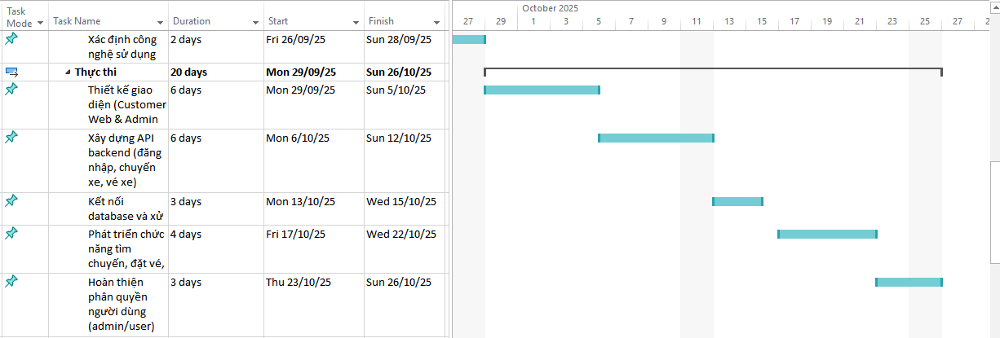 Task Mode Task Name Duration Start Finish
October 2025
27 29 1 3 5 7 9 11 13 15 17 19 21 23 25 27
Xác định công nghệ sử dụng 2 days Fri 26/09/25 Sun 28/09/25
Thực thi 20 days Mon 29/09/25 Sun 26/10/25
Thiết kế giao diện (Customer Web & Admin 6 days Mon 29/09/25 Sun 5/10/25
Xây dựng API backend (đăng nhập, chuyến xe, vé xe) 6 days Mon 6/10/25 Sun 12/10/25
Kết nối database và xử 3 days Mon 13/10/25 Wed 15/10/25
Phát triển chức năng tìm chuyến, đặt vé, 4 days Fri 17/10/25 Wed 22/10/25
Hoàn thiện phân quyền người dùng (admin/user) 3 days Thu 23/10/25 Sun 26/10/25